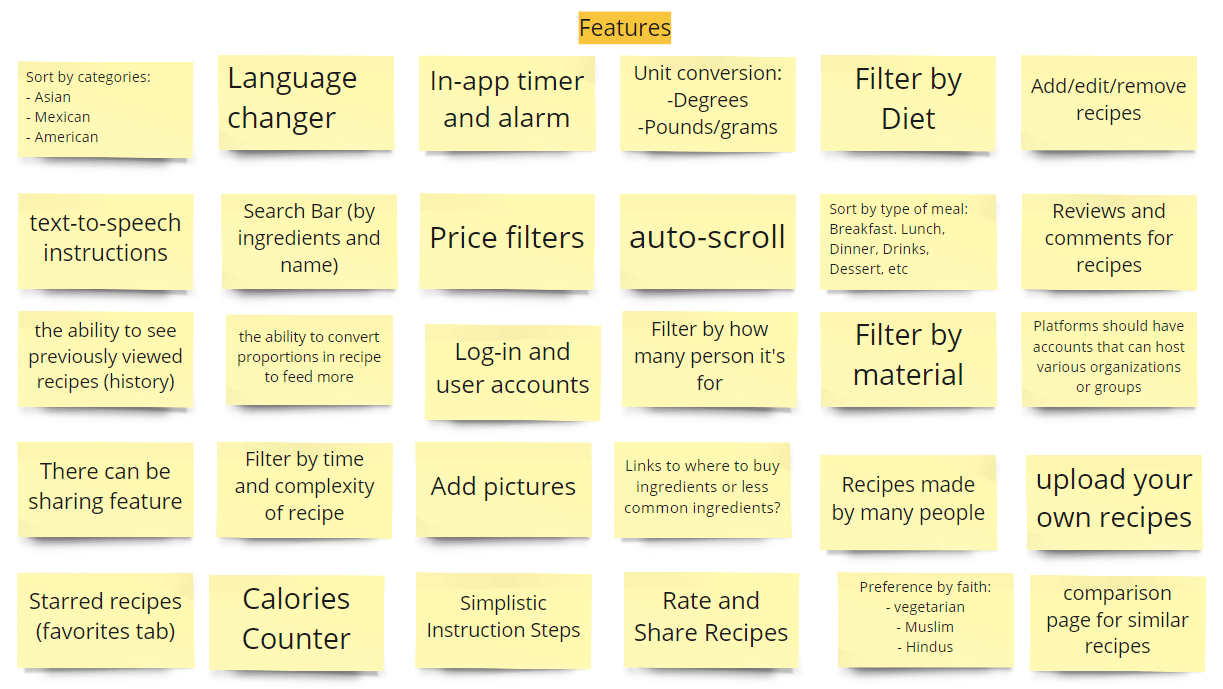 Features
Sort by categories:
- Asian
- Mexican
- American
Language
changer
In-app timer
and alarm
Unit conversion:
-Degrees
-Pounds/grams
Filter by
Diet
Add/edit/remove
recipes
text-to-speech
instructions
Search Bar (by
ingredients and
name)
Price filters
auto-scroll
Sort by type of meal:
Breakfast. Lunch,
Dinner, Drinks,
Dessert, etc
Reviews and
comments for
recipes
the ability to see
previously viewed
recipes (history)
the ability to convert
proportions in recipe
to feed more
Log-in and
user accounts
Filter by how
many person it's
for
Filter by
material
Platforms should have
accounts that can host
various organizations
or groups
There can be
sharing feature
Filter by time
and complexity
of recipe
Add pictures
Links to where to buy
ingredients or less
common ingredients?
Recipes made
by many people
upload your
own recipes
Starred recipes
(favorites tab)
Calories
Counter
Simplistic
Instruction Steps
Rate and
Share Recipes
Preference by faith:
- vegetarian
- Muslim
- Hindus
comparison
page for similar
recipes